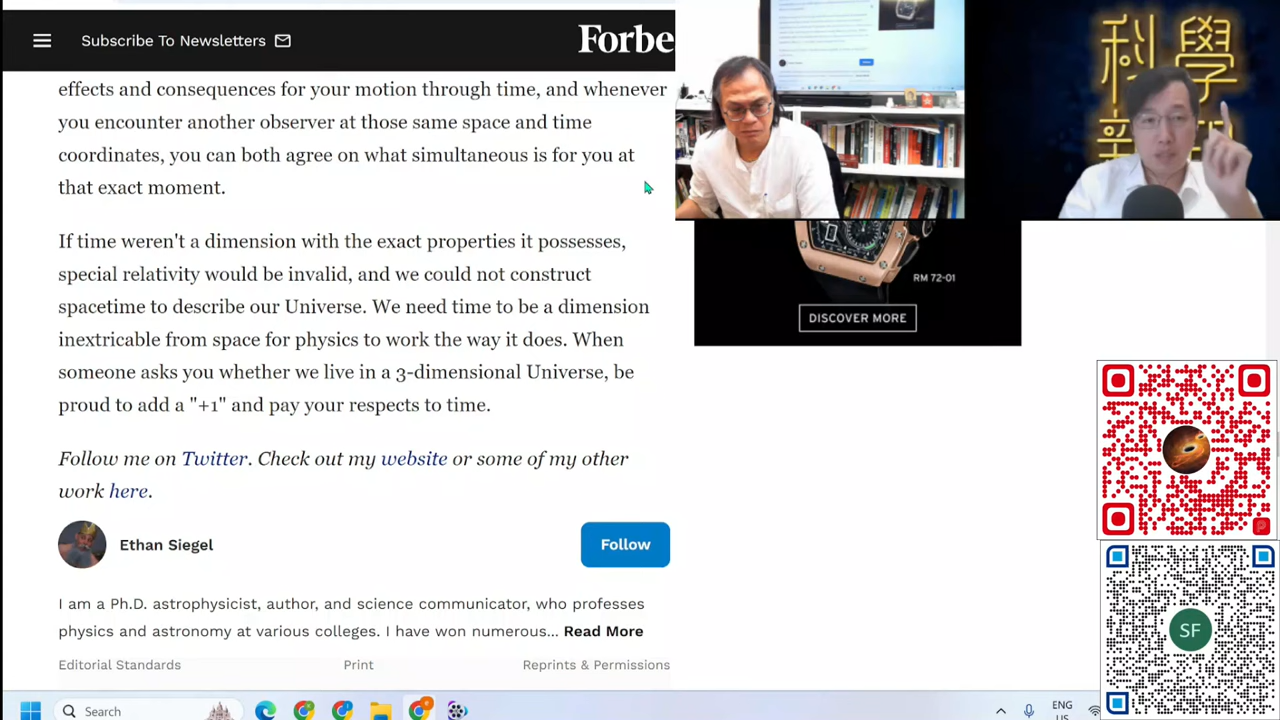 Forbe
effects and consequences for your motion through time, and whenever
you encounter another observer at those same space and time
coordinates, you can both agree on what simultaneous is for you at
that exact moment.
If time weren't a dimension with the exact properties it possesses,
special relativity would be invalid, and we could not construct
spacetime to describe our Universe. We need time to be a dimension
inextricable from space for physics to work the way it does. When
someone asks you whether we live in a 3-dimensional Universe, be
proud to add a "+1" and pay your respects to time.
Follow me on Twitter. Check out my website or some of my other
work here.
Ethan Siegel
Follow
I am a Ph.D. astrophysicist, author, and science communicator, who professes
physics and astronomy at various colleges. I have won numerous... Read More
Editorial Standards
Print
Reprints & Permissions
科學
RM 72-01
DISCOVER MORE
SF
Search
ENG
US